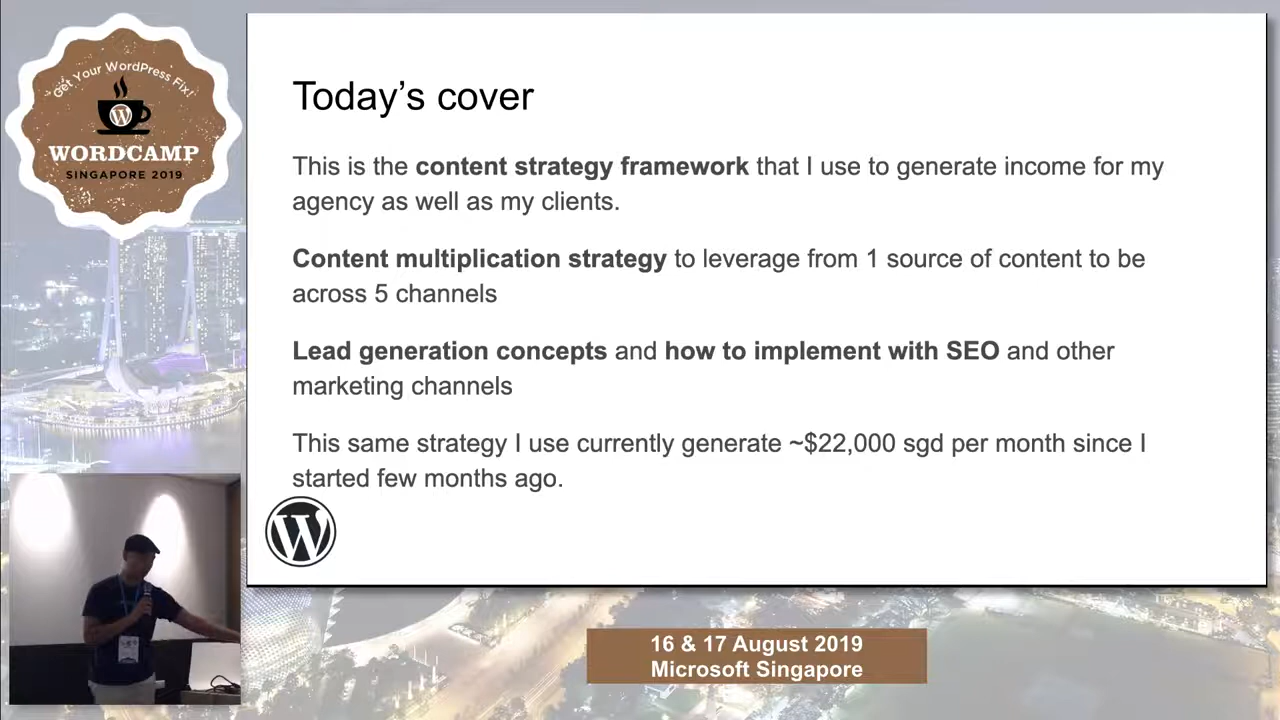 Get Your WordPress Fix!
WORDCAMP
SINGAPORE 2019
Today’s cover
This is the content strategy framework that I use to generate income for my
agency as well as my clients.
Content multiplication strategy to leverage from 1 source of content to be
across 5 channels
Lead generation concepts and how to implement with SEO and other
marketing channels
This same strategy I use currently generate ~$22,000 sgd per month since I
started few months ago.
16 & 17 August 2019
Microsoft Singapore